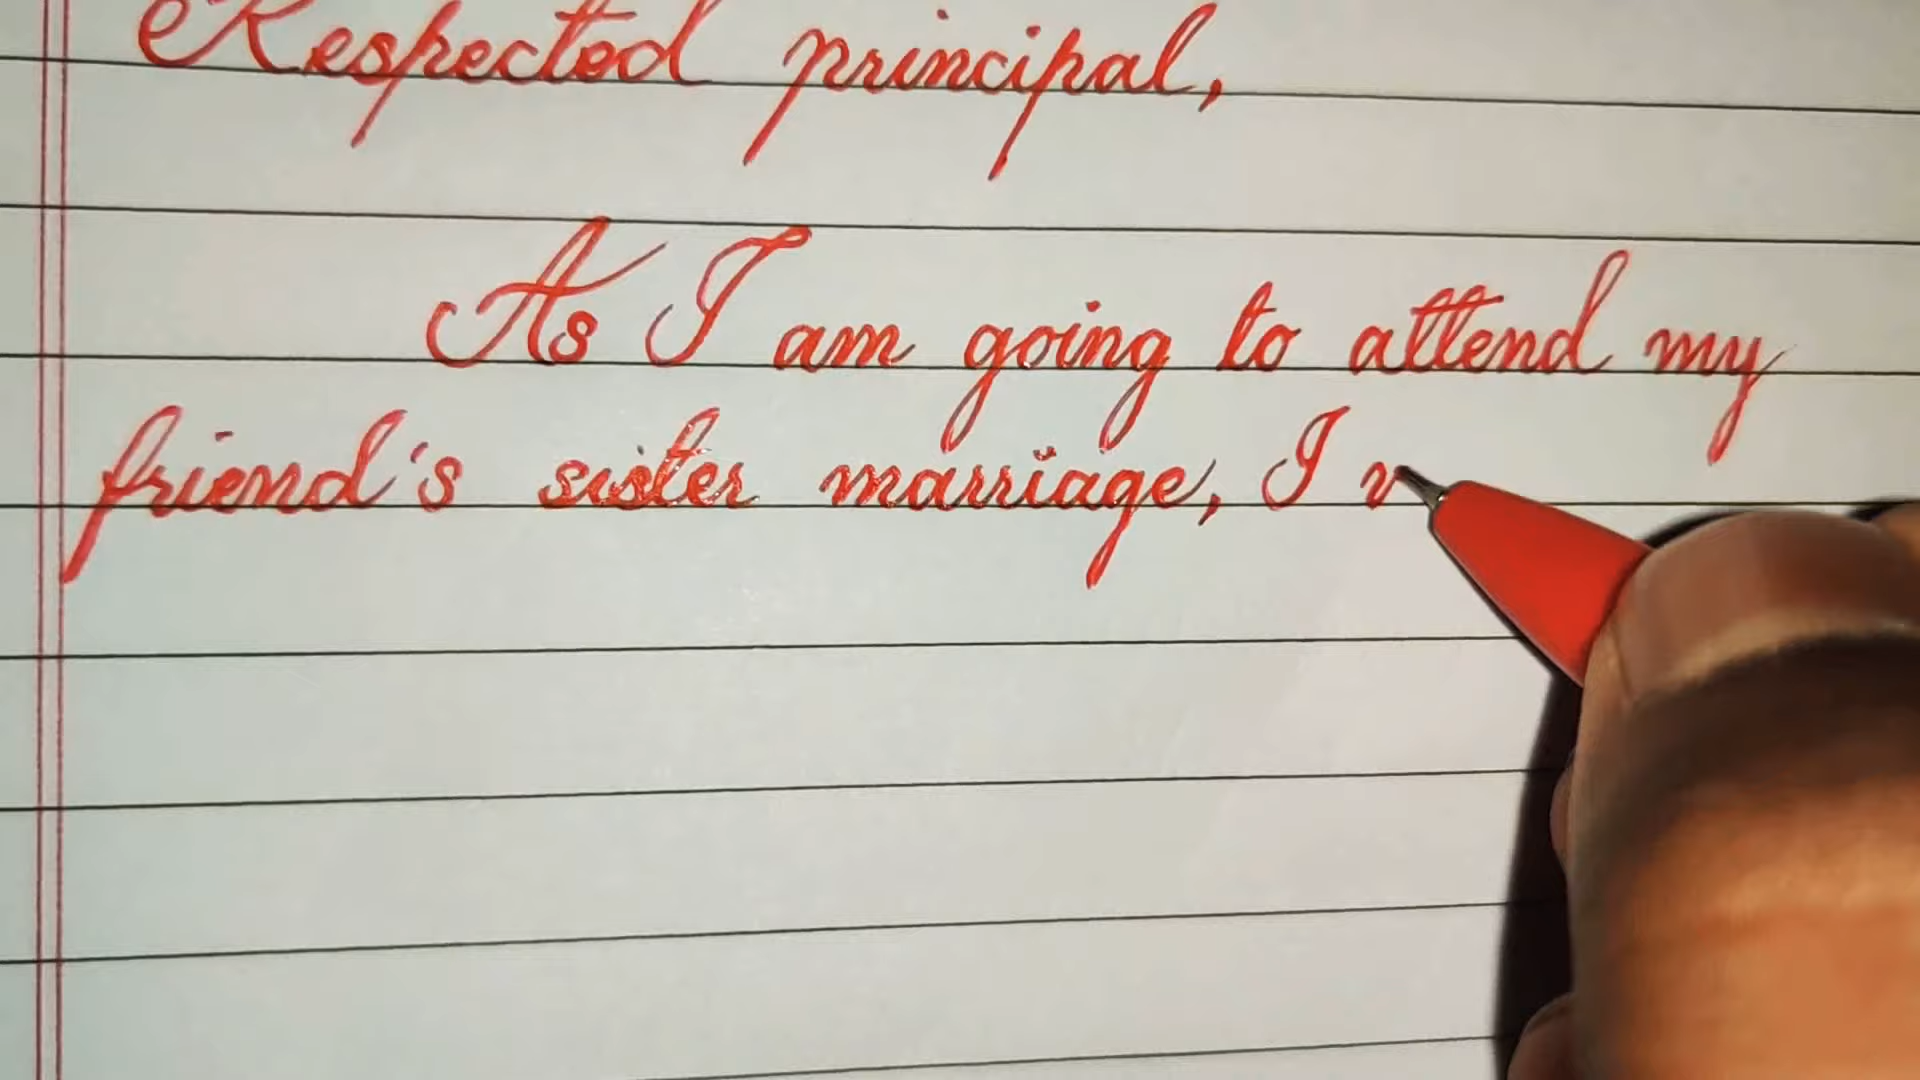 Respected principal,
As I am going to attend my
friend's sister marriage, I